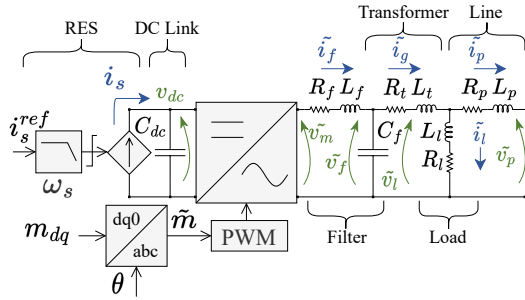 Transformer Line
RES DC Link
i_s ĩ_f ĩ_g ĩ_p
R_f L_f R_t L_t R_p L_p
v_dc
i_s^ref C_dc ṽ_m C_f L_l ĩ_l
ṽ_f ṽ_l R_l ṽ_p
ω_s
dq0
m_dq m̃ PWM
abc Filter Load
θ